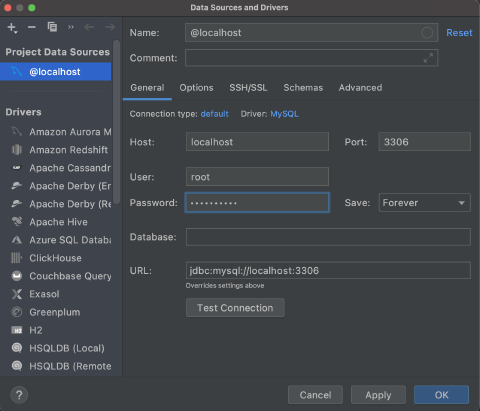 Data Sources and Drivers
Project Data Sources
@localhost
Drivers
Amazon Aurora M
Amazon Redshift
Apache Cassandr
Apache Derby (Er
Apache Derby (Re
Apache Hive
Azure SQL Databa
ClickHouse
Couchbase Query
Exasol
Greenplum
H2
HSQLDB (Local)
HSQLDB (Remote
Name: @localhost Reset
Comment:
General Options SSH/SSL Schemas Advanced
Connection type: default Driver: MySQL
Host: localhost Port: 3306
User: root
Password: •••••••••• Save: Forever
Database:
URL: jdbc:mysql://localhost:3306
Overrides settings above
Test Connection
? Cancel Apply OK